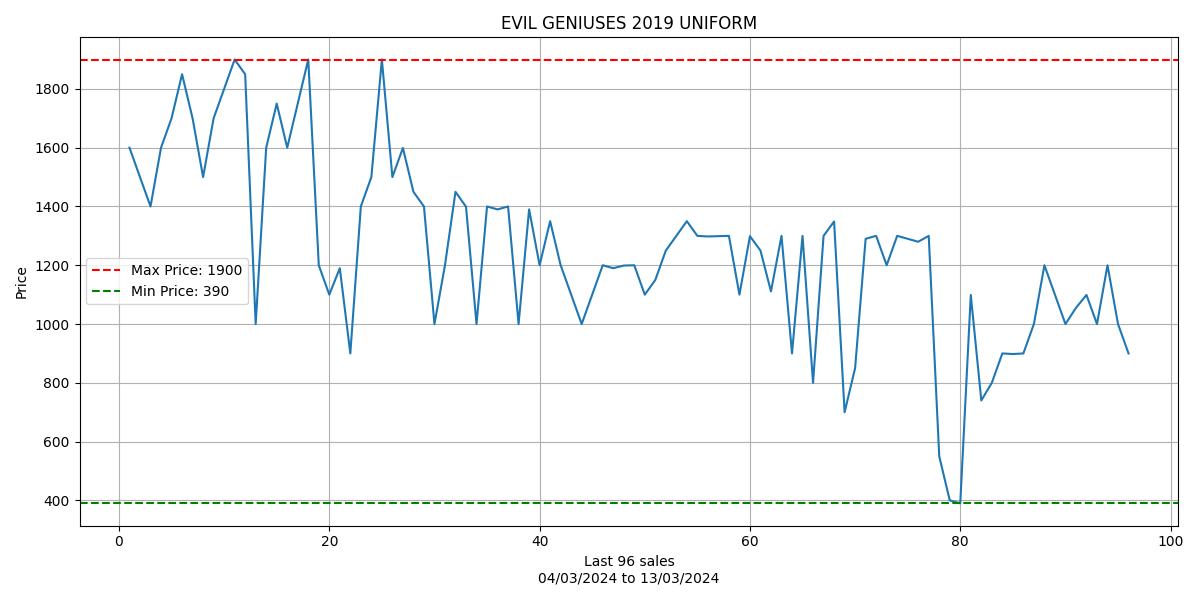 EVIL GENIUSES 2019 UNIFORM
Price
1800
1600
1400
1200
1000
800
600
400
Max Price: 1900
Min Price: 390
0 20 40 60 80 100
Last 96 sales
04/03/2024 to 13/03/2024